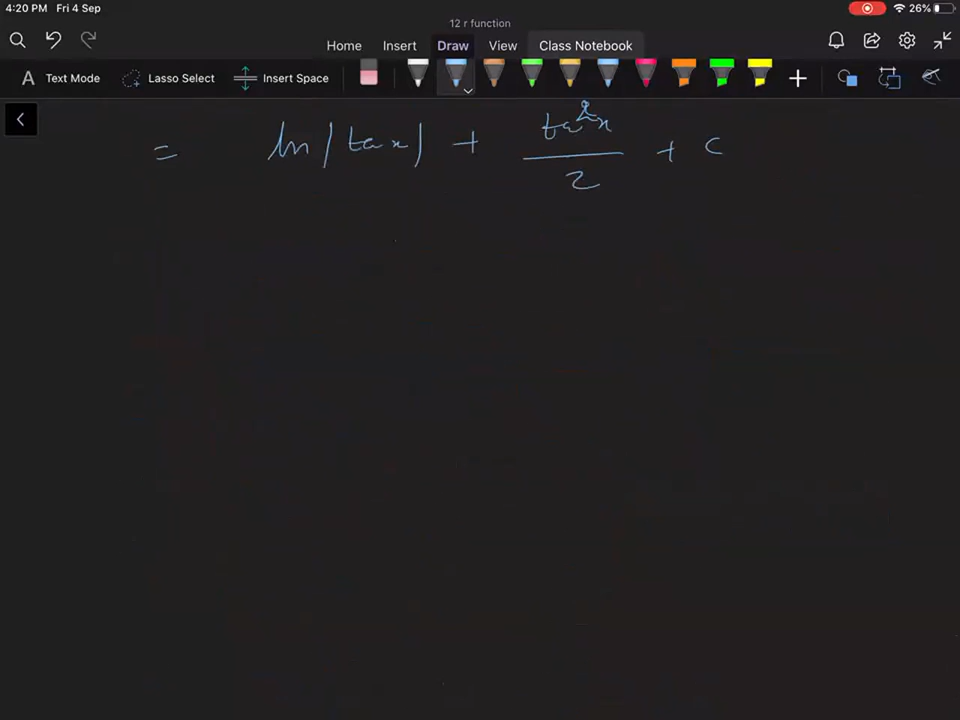 4:20 PM Fri 4 Sep 26%
12 r function
Home Insert Draw View Class Notebook
A Text Mode Lasso Select Insert Space
= ln|tan x| + tan²x / 2 + c